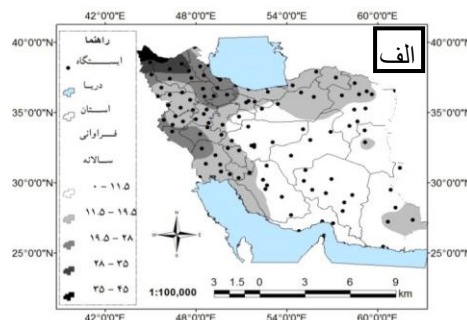 42°0'0"E 48°0'0"E 54°0'0"E 60°0'0"E
الف
راهنما
ایستگاه
دریا
استان
فراوانی
سالانه
۰ - ۱۱.۵
۱۱.۵ - ۱۹.۵
۱۹.۵ - ۲۸
۲۸ - ۳۵
۳۵ - ۴۵
40°0'0"N
35°0'0"N
30°0'0"N
25°0'0"N
40°0'0"N
35°0'0"N
30°0'0"N
25°0'0"N
1:100,000
3 1.5 0 3 6 9
km
42°0'0"E 48°0'0"E 54°0'0"E 60°0'0"E